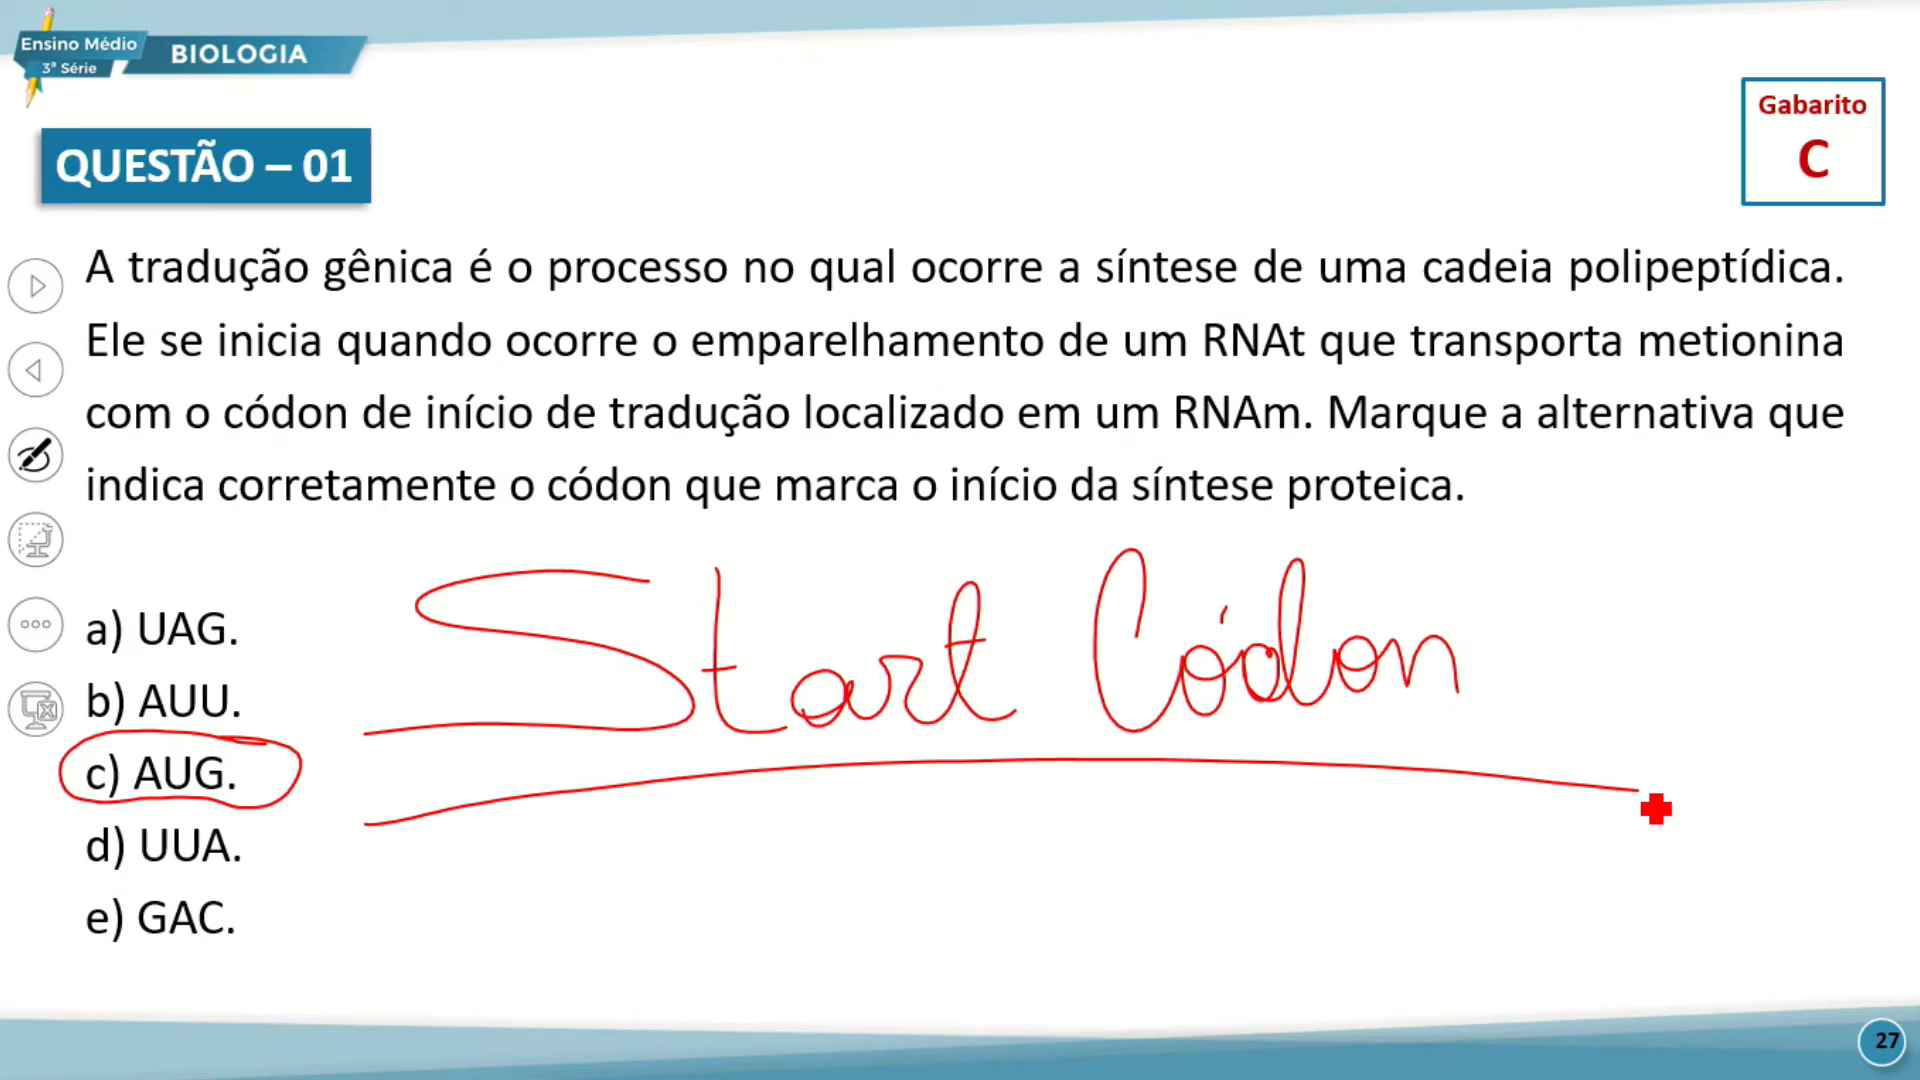 Ensino Médio
3ª Série
BIOLOGIA
Gabarito
C
QUESTÃO – 01
A tradução gênica é o processo no qual ocorre a síntese de uma cadeia polipeptídica.
Ele se inicia quando ocorre o emparelhamento de um RNAt que transporta metionina
com o códon de início de tradução localizado em um RNAm. Marque a alternativa que
indica corretamente o códon que marca o início da síntese proteica.
Start Códon
a) UAG.
b) AUU.
c) AUG.
d) UUA.
e) GAC.
27